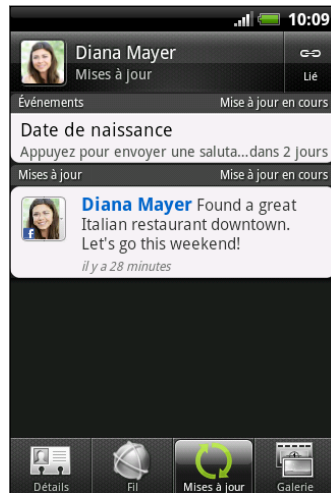 10:09
Diana Mayer
Mises à jour
Lié
Événements Mise à jour en cours
Date de naissance
Appuyez pour envoyer une saluta...dans 2 jours
Mises à jour Mise à jour en cours
Diana Mayer Found a great
Italian restaurant downtown.
Let's go this weekend!
il y a 28 minutes
Détails Fil Mises à jour Galerie